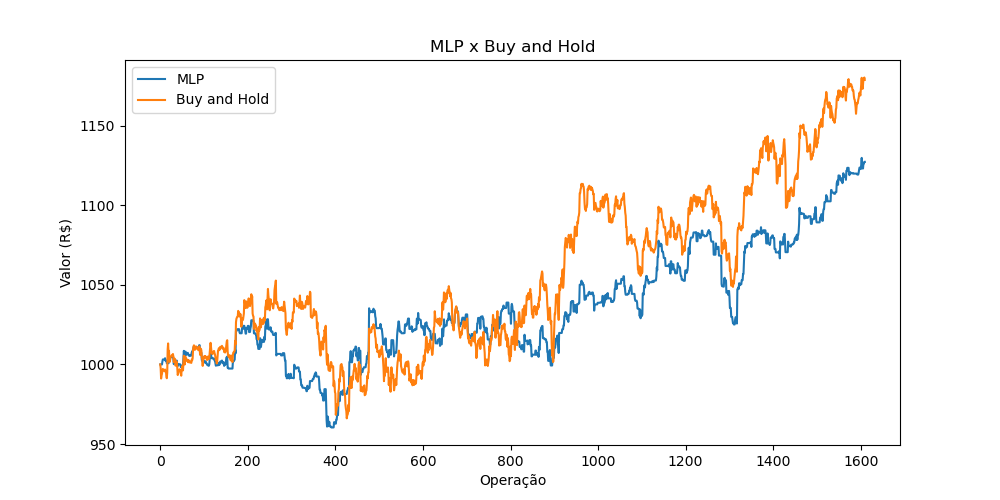 MLP x Buy and Hold
MLP
Buy and Hold
Valor (R$)
1150
1100
1050
1000
950
0 200 400 600 800 1000 1200 1400 1600
Operação